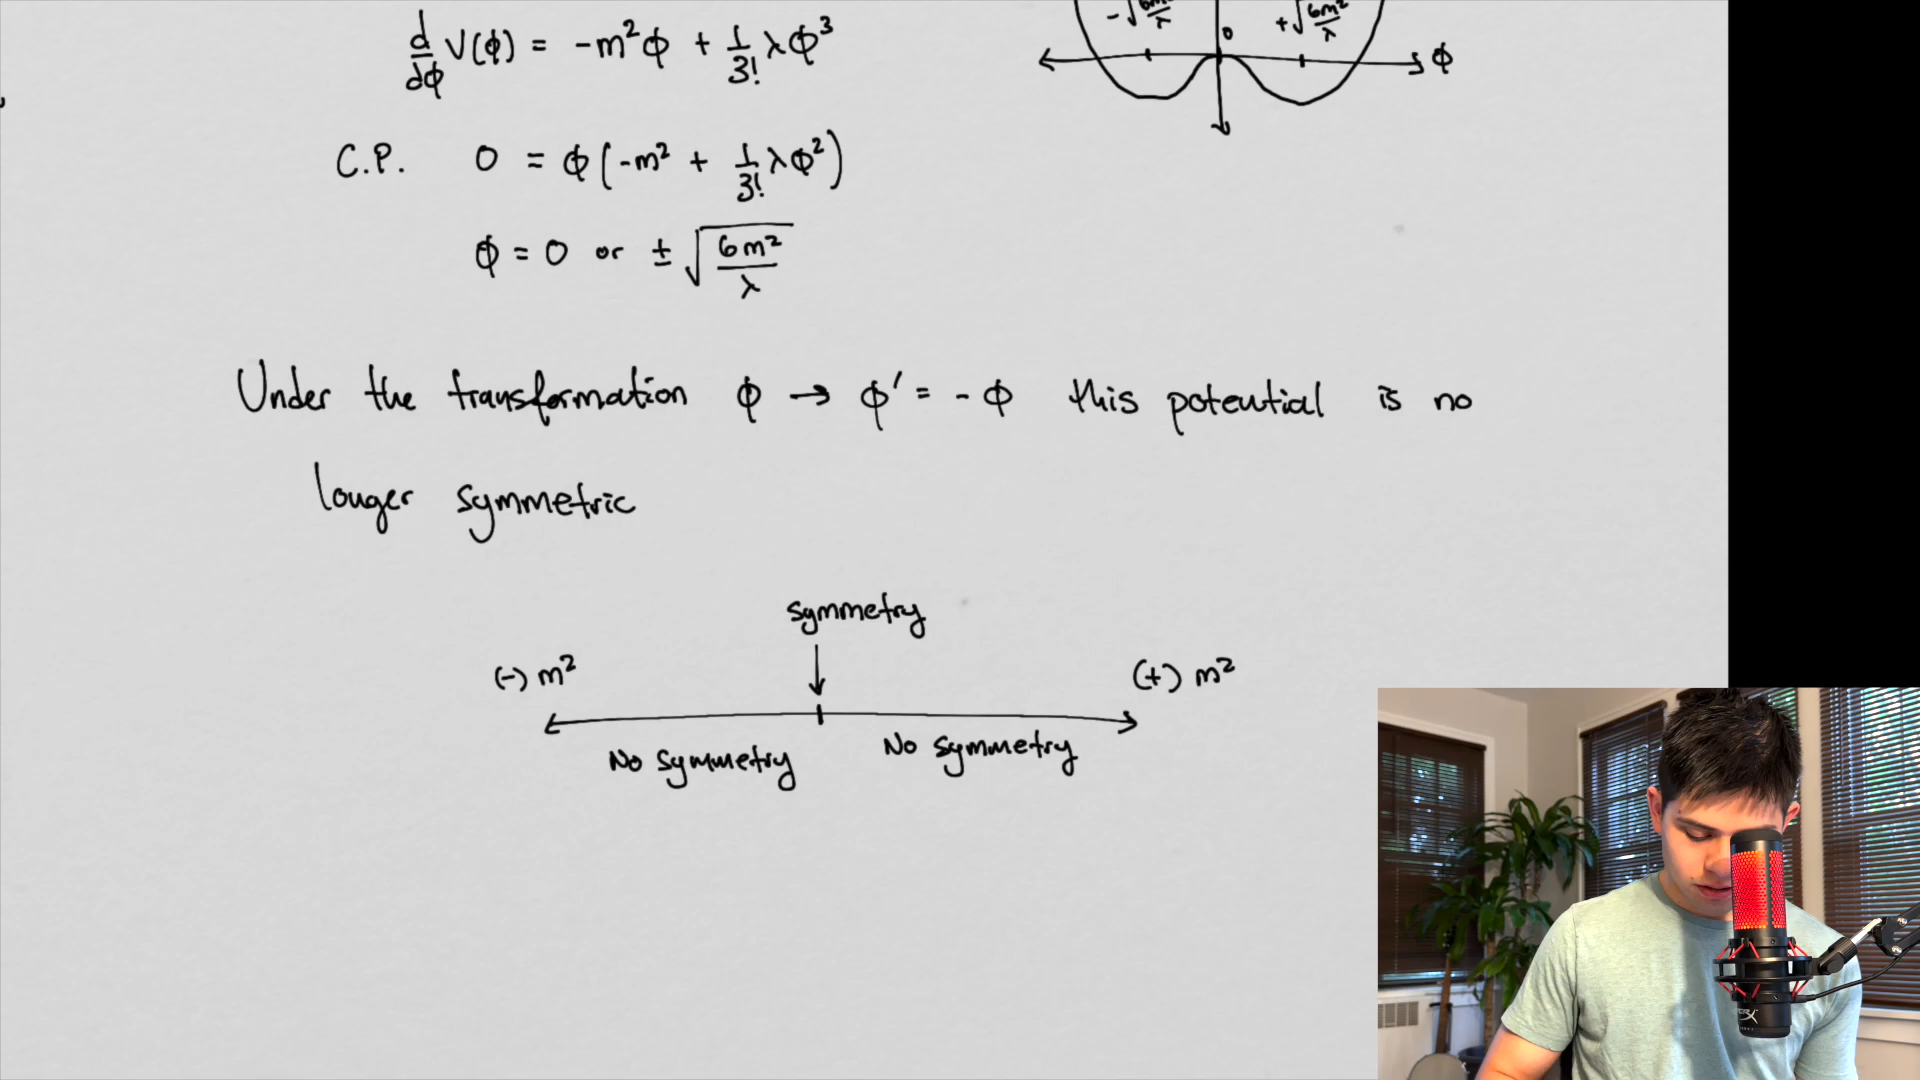 d/dϕ V(ϕ) = -m²ϕ + 1/3! λϕ³
-√(6m²/λ) 0 +√(6m²/λ)
ϕ
C.P. 0 = ϕ(-m² + 1/3! λϕ²)
ϕ = 0 or ± √(6m²/λ)
Under the transformation ϕ → ϕ' = -ϕ this potential is no
longer symmetric
symmetry
(-) m² (+) m²
No symmetry No symmetry